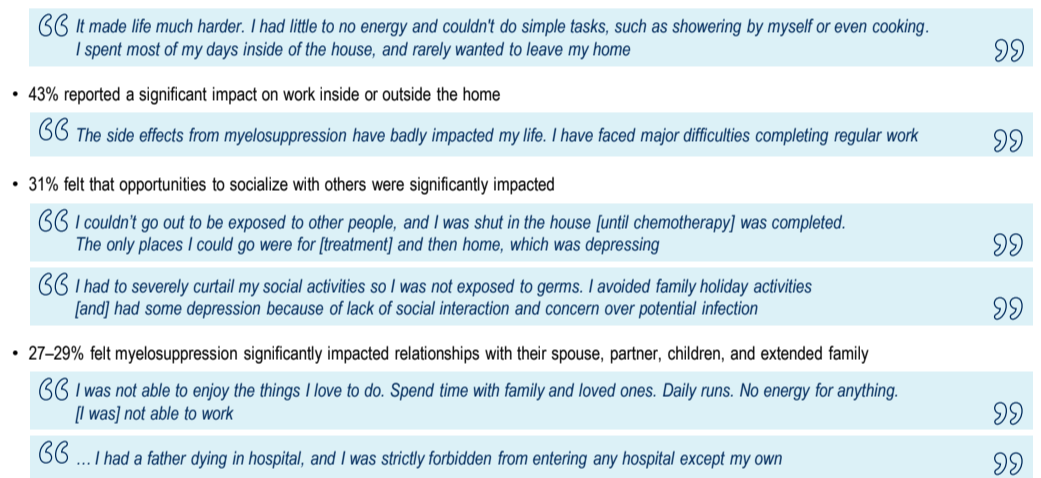 “ It made life much harder. I had little to no energy and couldn't do simple tasks, such as showering by myself or even cooking.
I spent most of my days inside of the house, and rarely wanted to leave my home ”
• 43% reported a significant impact on work inside or outside the home
“ The side effects from myelosuppression have badly impacted my life. I have faced major difficulties completing regular work ”
• 31% felt that opportunities to socialize with others were significantly impacted
“ I couldn’t go out to be exposed to other people, and I was shut in the house [until chemotherapy] was completed.
The only places I could go were for [treatment] and then home, which was depressing ”
“ I had to severely curtail my social activities so I was not exposed to germs. I avoided family holiday activities
[and] had some depression because of lack of social interaction and concern over potential infection ”
• 27–29% felt myelosuppression significantly impacted relationships with their spouse, partner, children, and extended family
“ I was not able to enjoy the things I love to do. Spend time with family and loved ones. Daily runs. No energy for anything.
[I was] not able to work ”
“ ... I had a father dying in hospital, and I was strictly forbidden from entering any hospital except my own ”